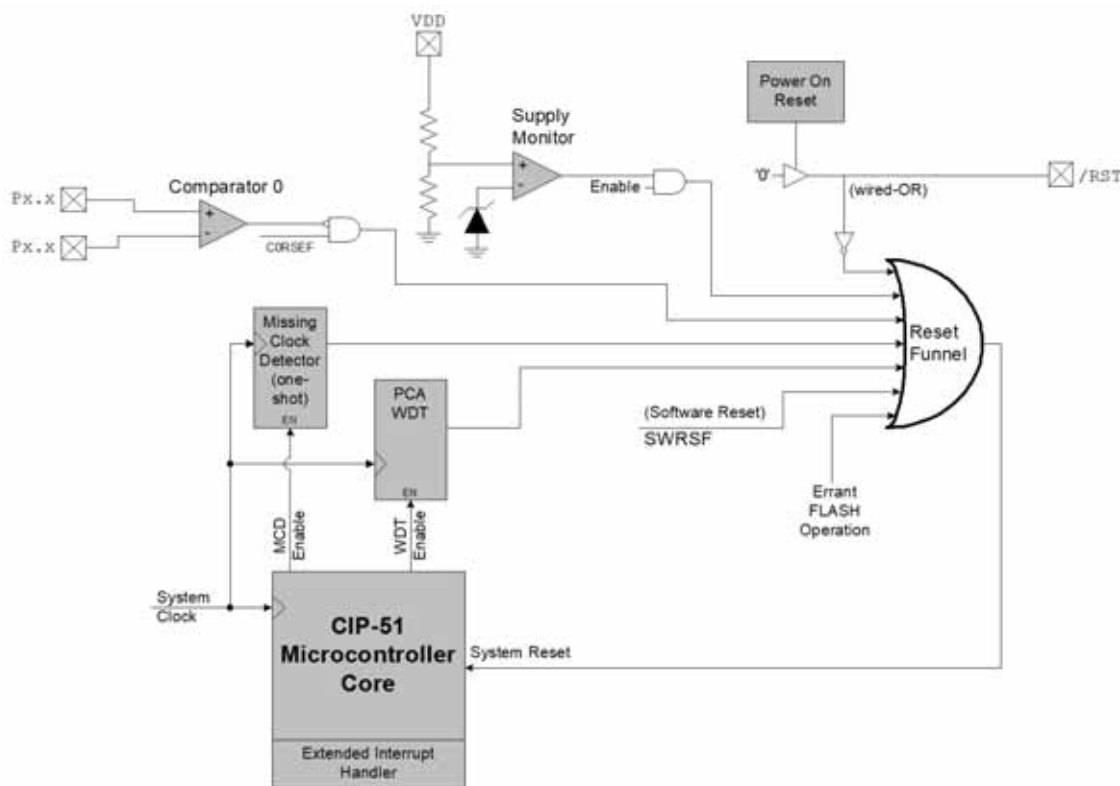 VDD
Power On
Reset
Supply
Monitor
+
-
Enable
'0'
(wired-OR)
/RST
Px.x
Px.x
Comparator 0
+
-
C0RSEF
Missing
Clock
Detector
(one-
shot)
EN
PCA
WDT
EN
Reset
Funnel
(Software Reset)
SWRSF
Errant
FLASH
Operation
MCD
Enable
WDT
Enable
System
Clock
CIP-51
Microcontroller
Core
System Reset
Extended Interrupt
Handler